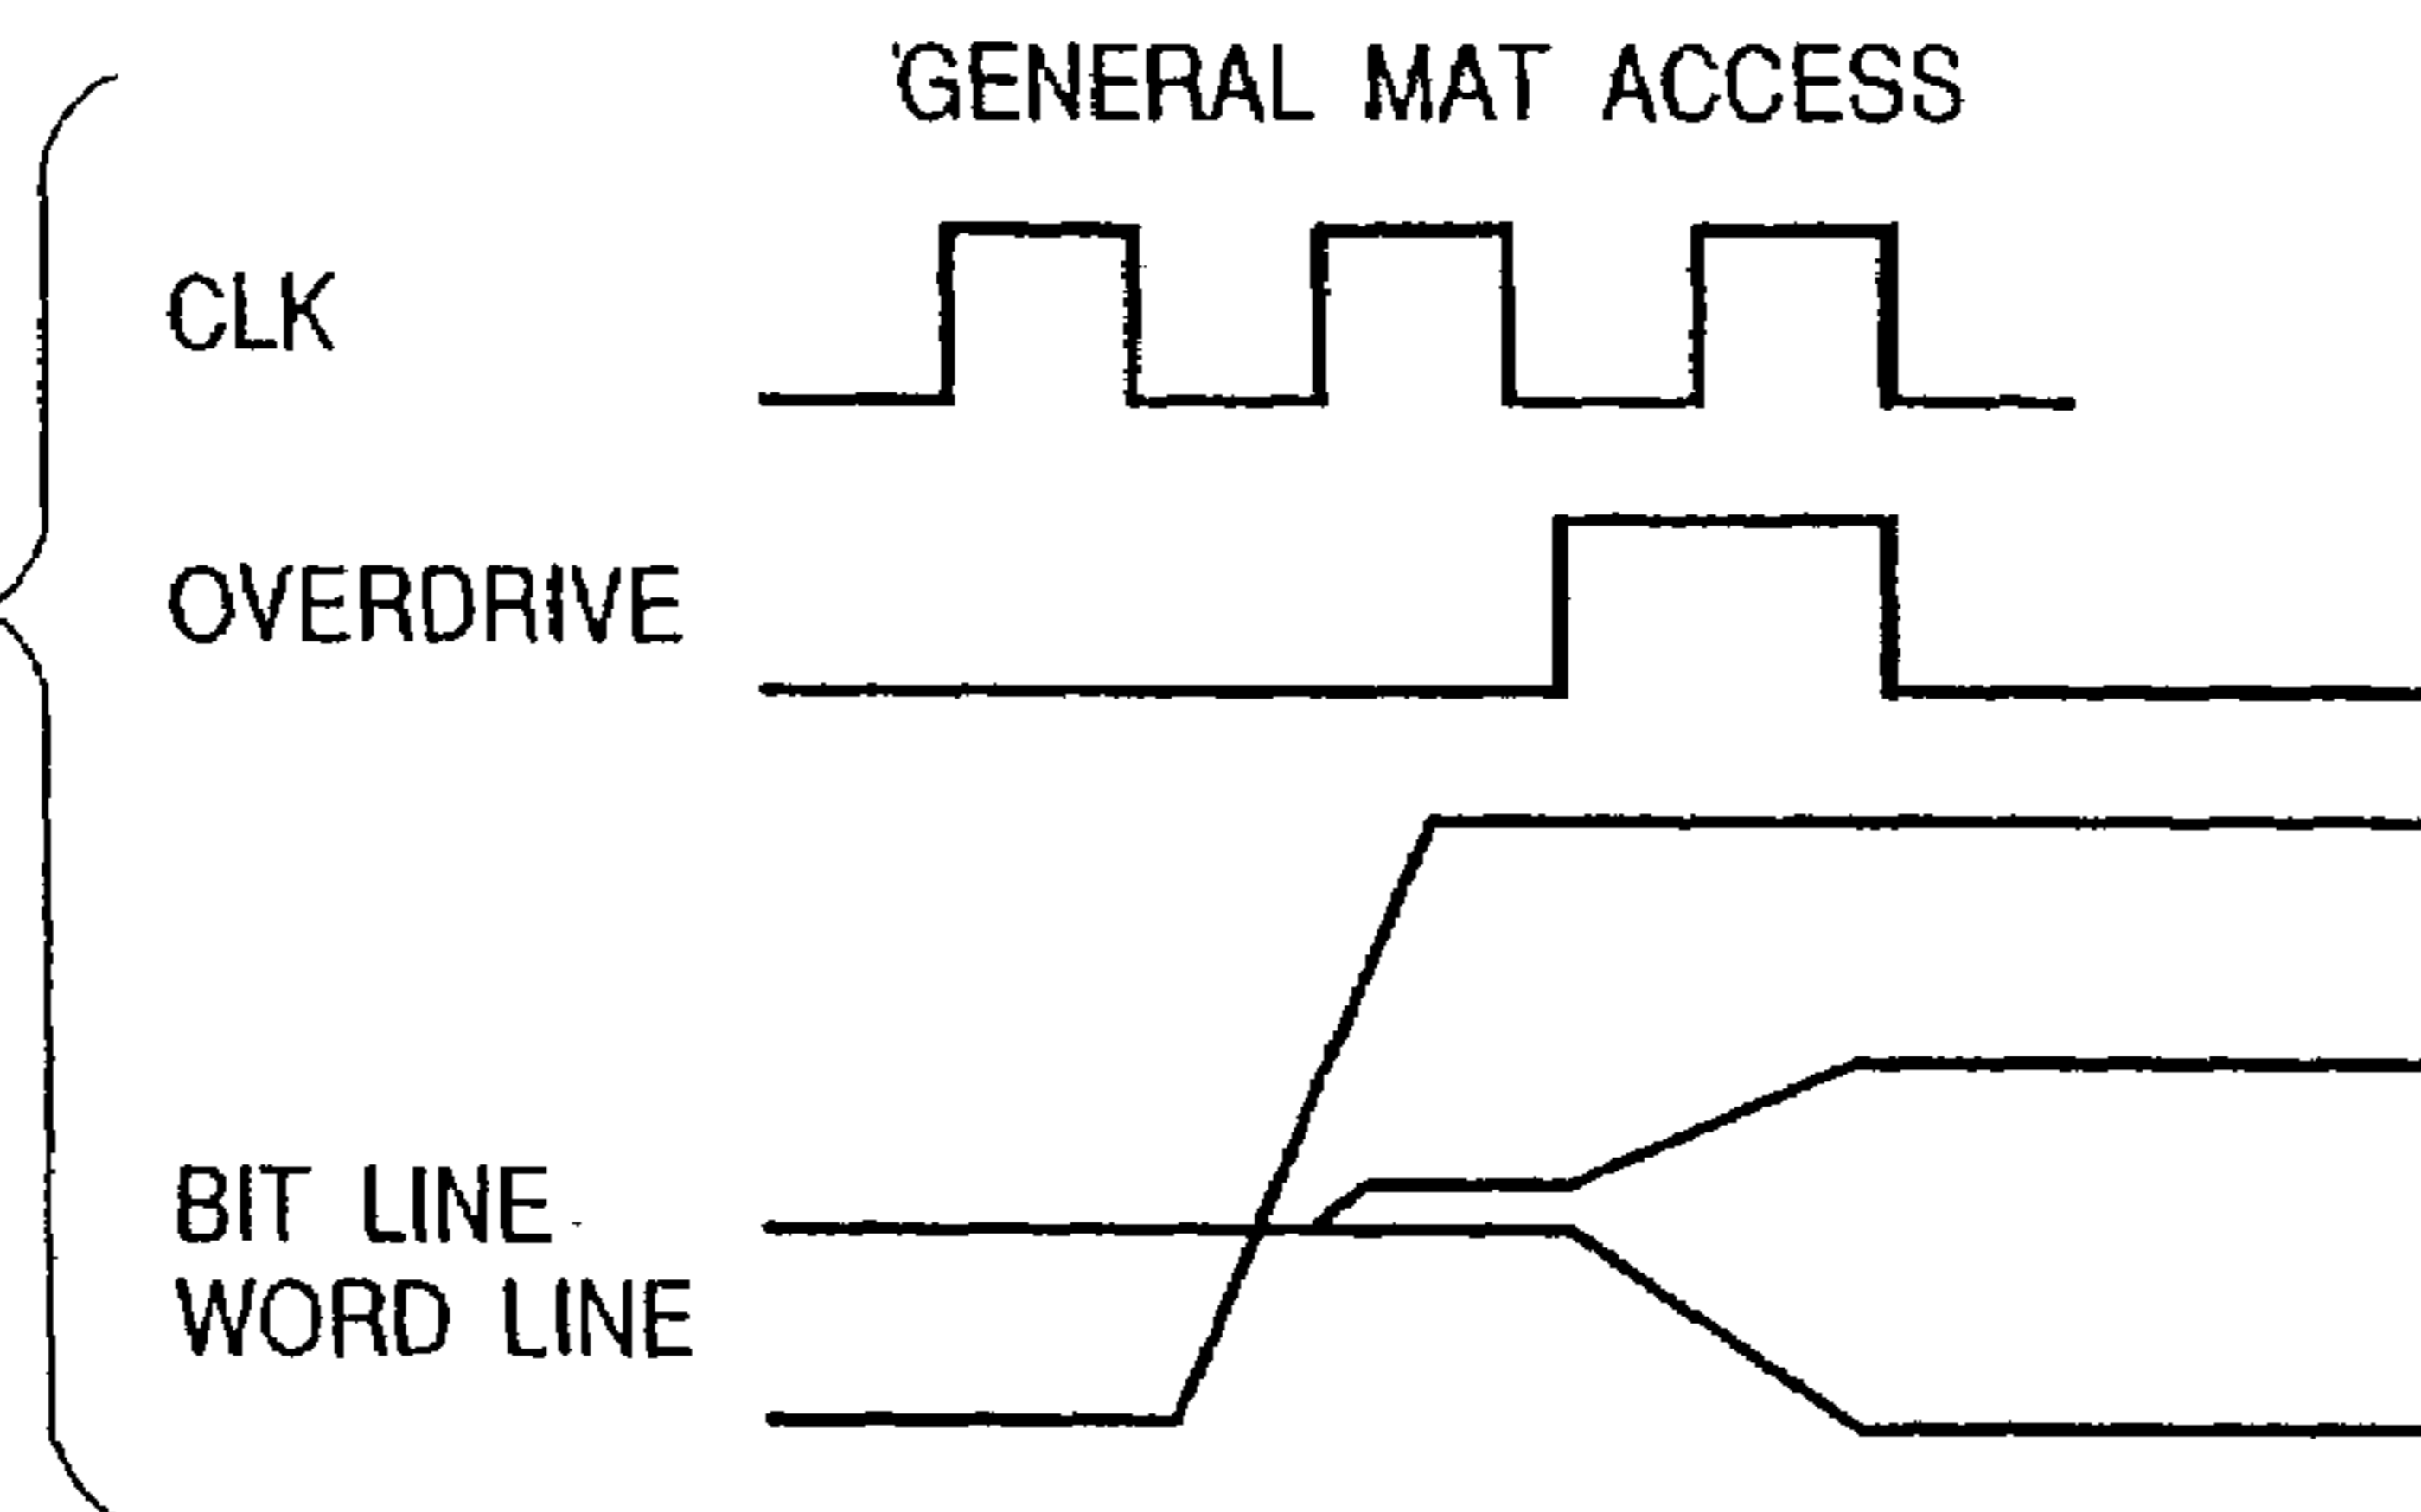 GENERAL MAT ACCESS
CLK
OVERDRIVE
BIT LINE
WORD LINE